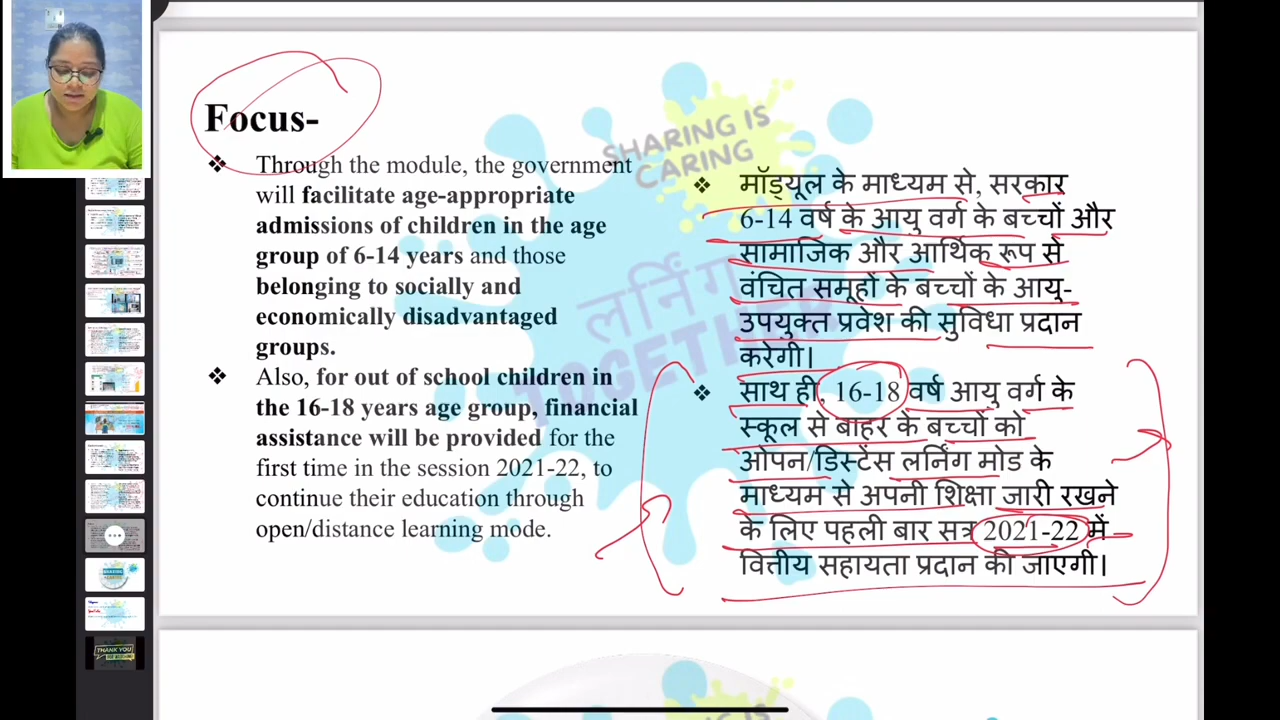 Focus-
❖ Through the module, the government
will facilitate age-appropriate
admissions of children in the age
group of 6-14 years and those
belonging to socially and
economically disadvantaged
groups.
❖ Also, for out of school children in
the 16-18 years age group, financial
assistance will be provided for the
first time in the session 2021-22, to
continue their education through
open/distance learning mode.
❖ मॉड्यूल के माध्यम से, सरकार
6-14 वर्ष के आयु वर्ग के बच्चों और
सामाजिक और आर्थिक रूप से
वंचित समूहों के बच्चों के आयु-
उपयुक्त प्रवेश की सुविधा प्रदान
करेगी।
❖ साथ ही, 16-18 वर्ष आयु वर्ग के
स्कूल से बाहर के बच्चों को
ओपन/डिस्टेंस लर्निंग मोड के
माध्यम से अपनी शिक्षा जारी रखने
के लिए पहली बार सत्र 2021-22 में
वित्तीय सहायता प्रदान की जाएगी।
SHARING IS
CARING
लर्निंग
TOGETHER
THANK YOU